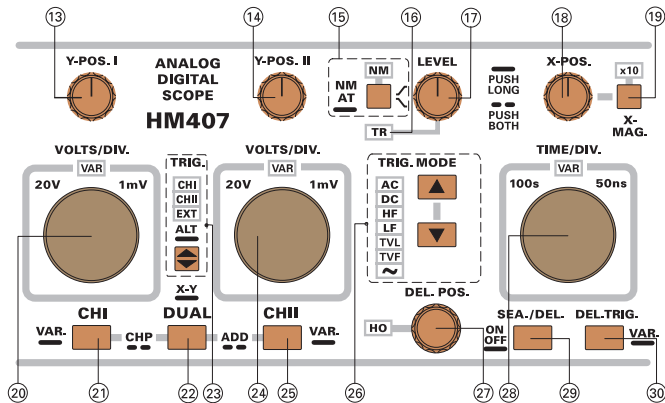 13 14 15 16 17 18 19
Y-POS. I
ANALOG
DIGITAL
SCOPE
HM407
Y-POS. II
NM
AT
NM
LEVEL
TR
PUSH
LONG
PUSH
BOTH
X-POS.
x10
X-
MAG.
VOLTS/DIV.
VAR
20V 1mV
TRIG.
CHI
CHII
EXT
ALT
X-Y
VOLTS/DIV.
VAR
20V 1mV
TRIG. MODE
AC
DC
HF
LF
TVL
TVF
~
TIME/DIV.
VAR
100s 50ns
DEL. POS.
HO
VAR.
CHI
CHP
DUAL
ADD
CHII
VAR.
ON
OFF
SEA./DEL.
DEL.TRIG.
VAR.
20 21 22 23 24 25 26 27 28 29 30